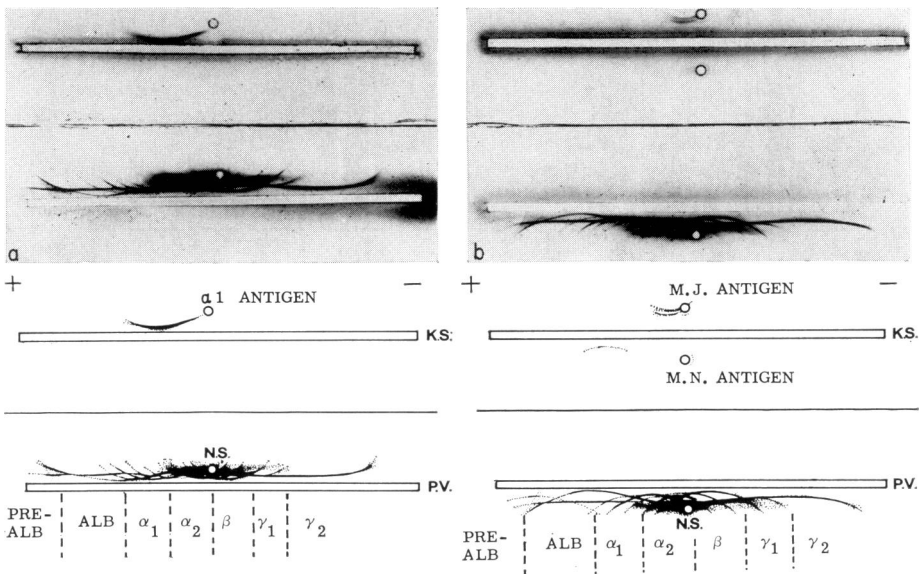 a
b
+ −
a 1 ANTIGEN
K.S.
N.S.
P.V.
PRE-ALB ALB α1 α2 β γ1 γ2
+ −
M.J. ANTIGEN
K.S.
M.N. ANTIGEN
P.V.
N.S.
PRE-ALB ALB α1 α2 β γ1 γ2